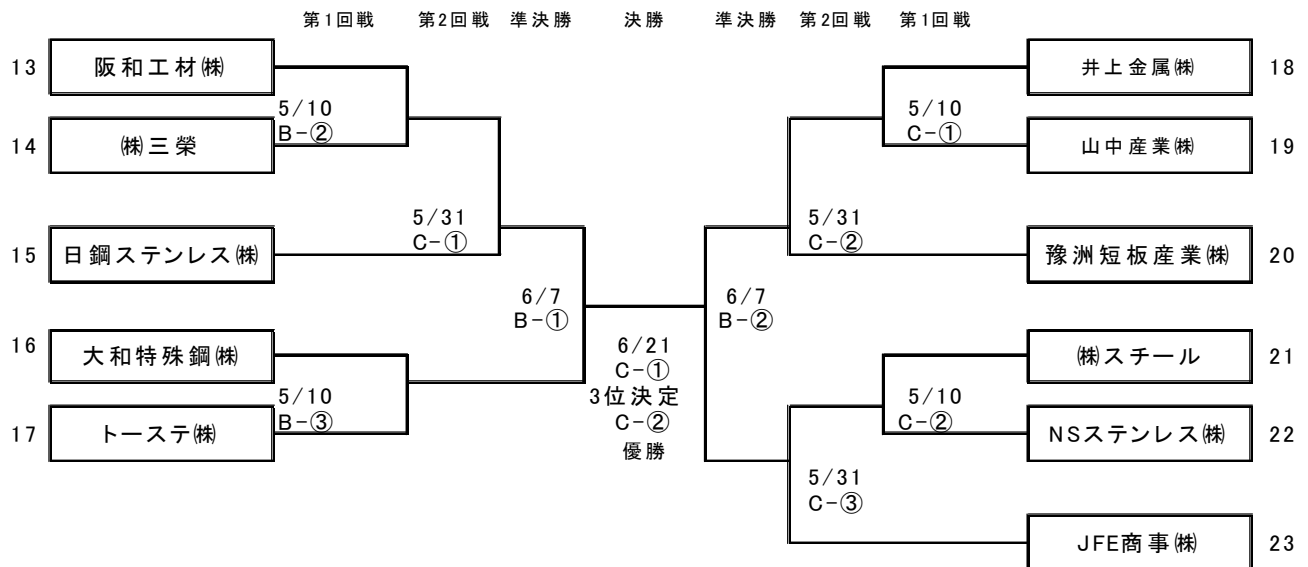 第1回戦 第2回戦 準決勝 決勝 準決勝 第2回戦 第1回戦
13 阪和工材㈱
5/10
B-②
14 ㈱三榮
5/31
C-①
15 日鋼ステンレス㈱
6/7
B-①
16 大和特殊鋼㈱
5/10
B-③
17 トーステ㈱
6/21
C-①
3位決定
C-②
優勝
井上金属㈱ 18
5/10
C-①
山中産業㈱ 19
5/31
C-②
豫洲短板産業㈱ 20
6/7
B-②
㈱スチール 21
5/10
C-②
NSステンレス㈱ 22
5/31
C-③
JFE商事㈱ 23